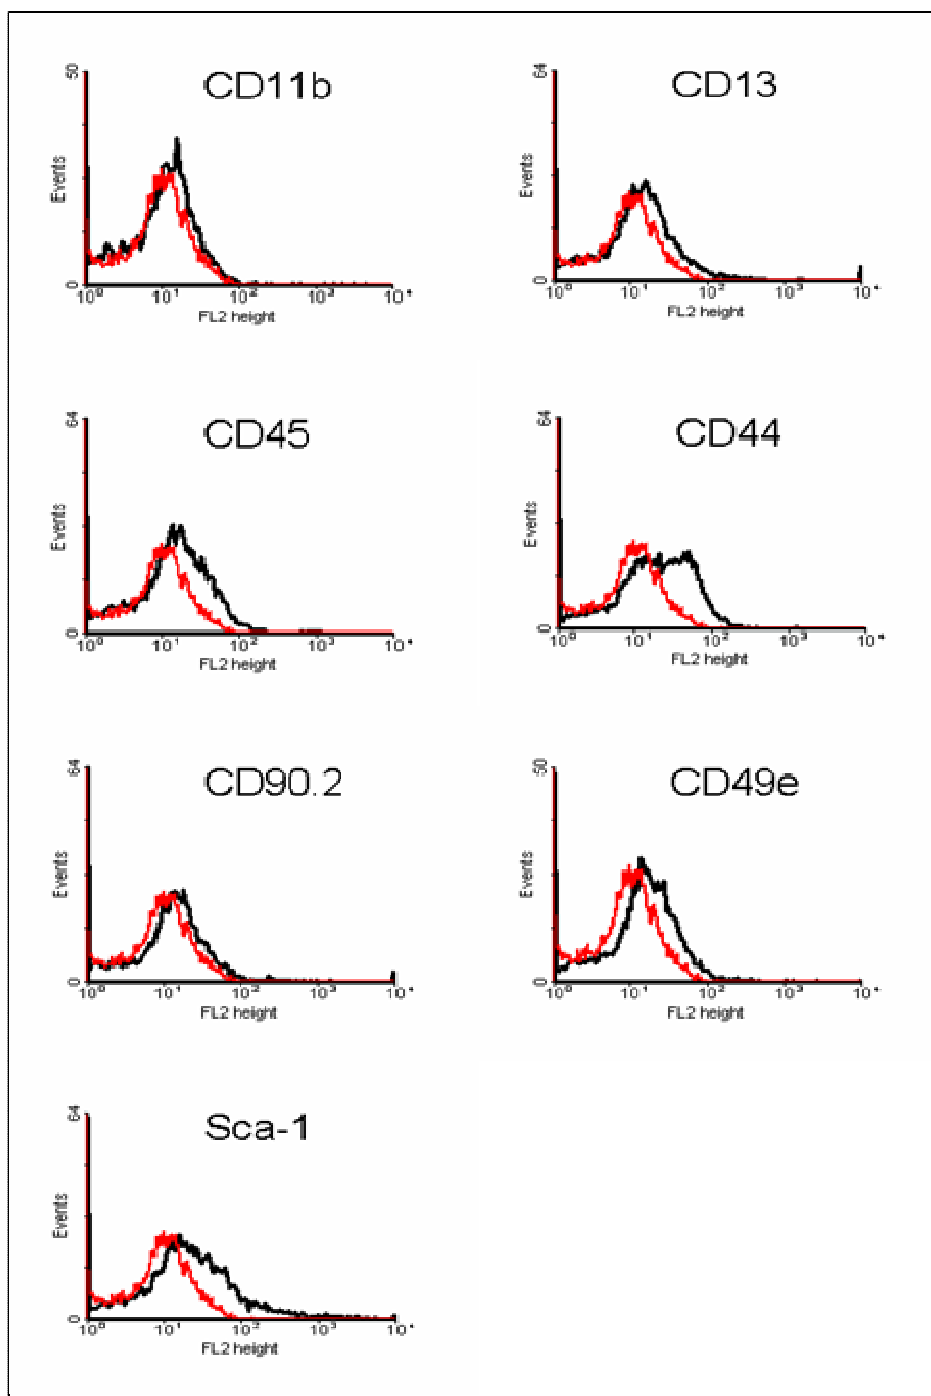 CD11b
50
Events
0
10⁰ 10¹ 10² 10³ 10⁴
FL2 height
CD13
64
Events
0
10⁰ 10¹ 10² 10³ 10⁴
FL2 height
CD45
64
Events
0
10⁰ 10¹ 10² 10³ 10⁴
FL2 height
CD44
64
Events
0
10⁰ 10¹ 10² 10³ 10⁴
FL2 height
CD90.2
64
Events
0
10⁰ 10¹ 10² 10³ 10⁴
FL2 height
CD49e
50
Events
0
10⁰ 10¹ 10² 10³ 10⁴
FL2 height
Sca-1
64
Events
0
10⁰ 10¹ 10² 10³ 10⁴
FL2 height